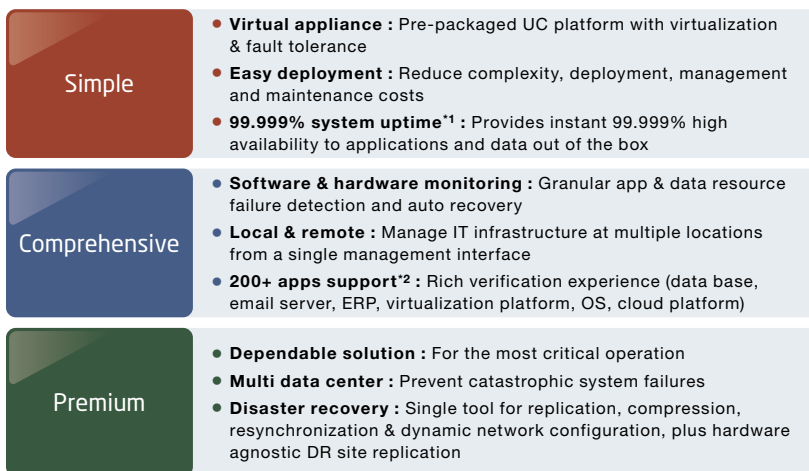 Simple
• Virtual appliance : Pre-packaged UC platform with virtualization
& fault tolerance
• Easy deployment : Reduce complexity, deployment, management
and maintenance costs
• 99.999% system uptime*1 : Provides instant 99.999% high
availability to applications and data out of the box
Comprehensive
• Software & hardware monitoring : Granular app & data resource
failure detection and auto recovery
• Local & remote : Manage IT infrastructure at multiple locations
from a single management interface
• 200+ apps support*2 : Rich verification experience (data base,
email server, ERP, virtualization platform, OS, cloud platform)
Premium
• Dependable solution : For the most critical operation
• Multi data center : Prevent catastrophic system failures
• Disaster recovery : Single tool for replication, compression,
resynchronization & dynamic network configuration, plus hardware
agnostic DR site replication